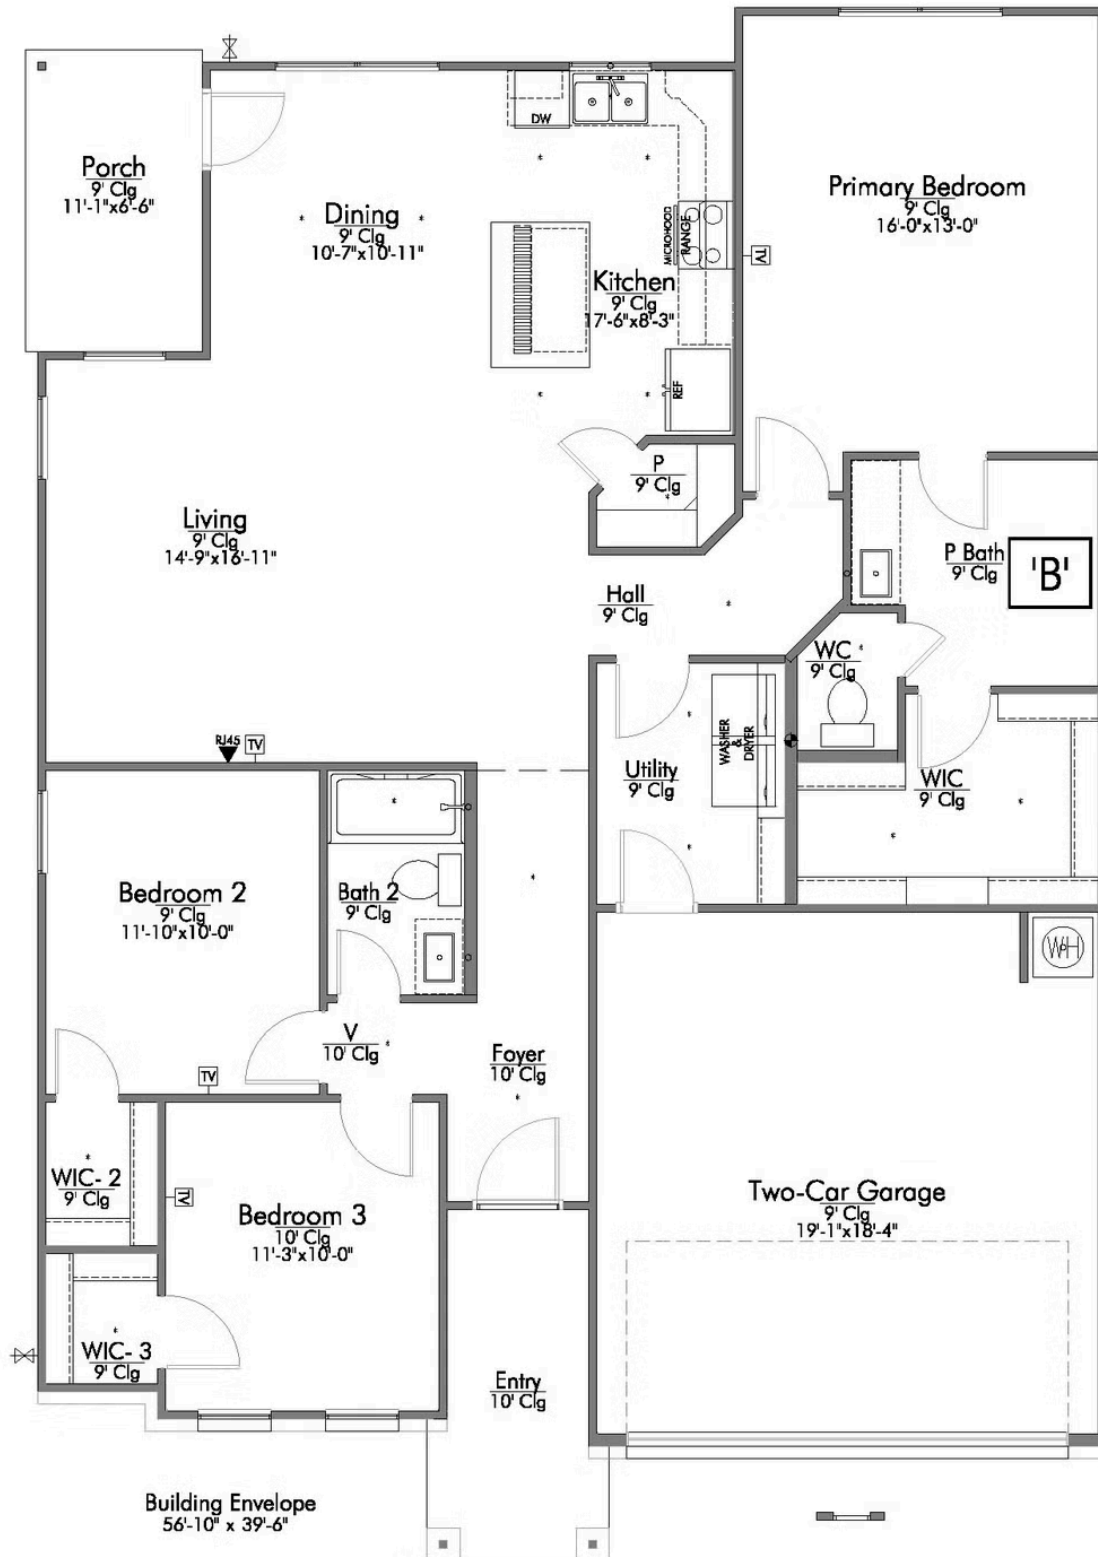 Porch
9' Clg
11'-1"x6'-6"
DW
Dining
9' Clg
10'-7"x10'-11"
MICROHOOD
RANGE
Kitchen
9' Clg
17'-6"x8'-3"
REF
Primary Bedroom
9' Clg
16'-0"x13'-0"
TV
P
9' Clg
Living
9' Clg
14'-9"x16'-11"
P Bath
9' Clg
'B'
Hall
9' Clg
WC
9' Clg
RJ45
TV
WASHER
&
DRYER
Utility
9' Clg
WIC
9' Clg
Bedroom 2
9' Clg
11'-10"x10'-0"
Bath 2
9' Clg
WH
V
10' Clg
Foyer
10' Clg
TV
WIC- 2
9' Clg
TV
Bedroom 3
10' Clg
11'-3"x10'-0"
Two-Car Garage
9' Clg
19'-1"x18'-4"
WIC- 3
9' Clg
Entry
10' Clg
Building Envelope
56'-10" x 39'-6"